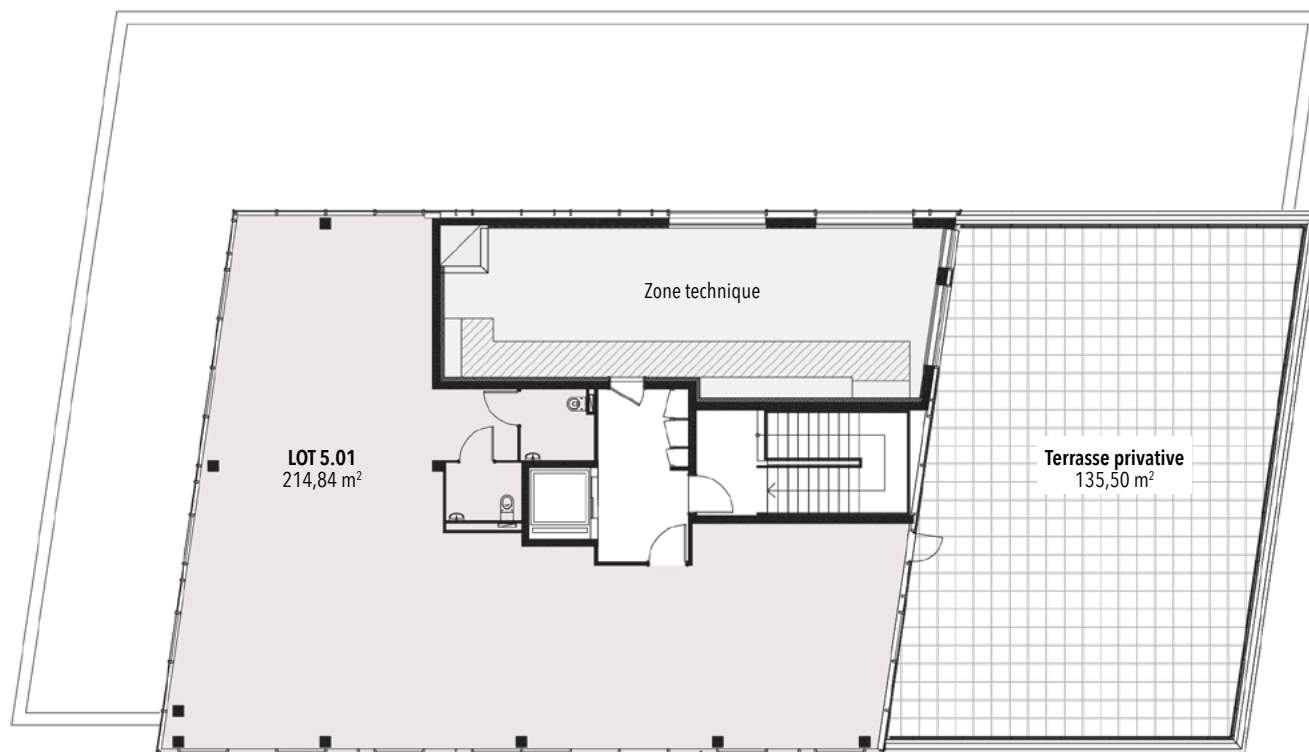 Zone technique
LOT 5.01
214,84 m²
Terrasse privative
135,50 m²